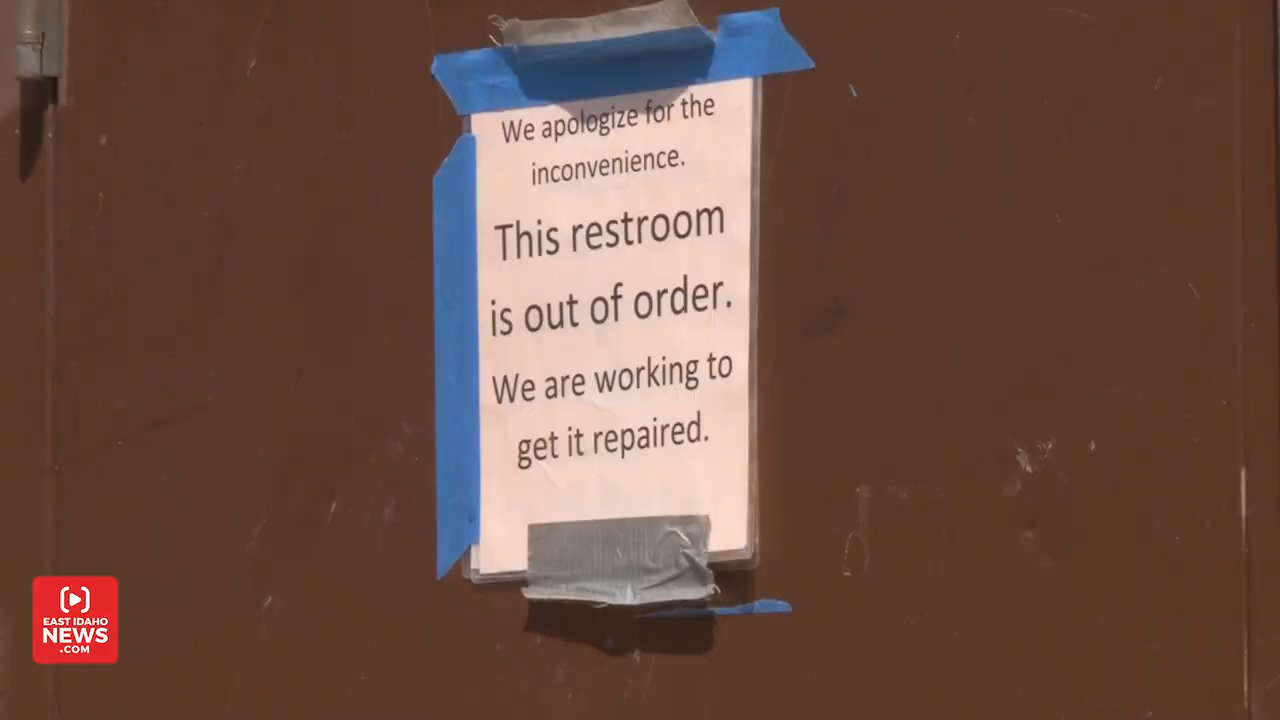 We apologize for the
inconvenience.
This restroom
is out of order.
We are working to
get it repaired.
EAST IDAHO
NEWS
.COM